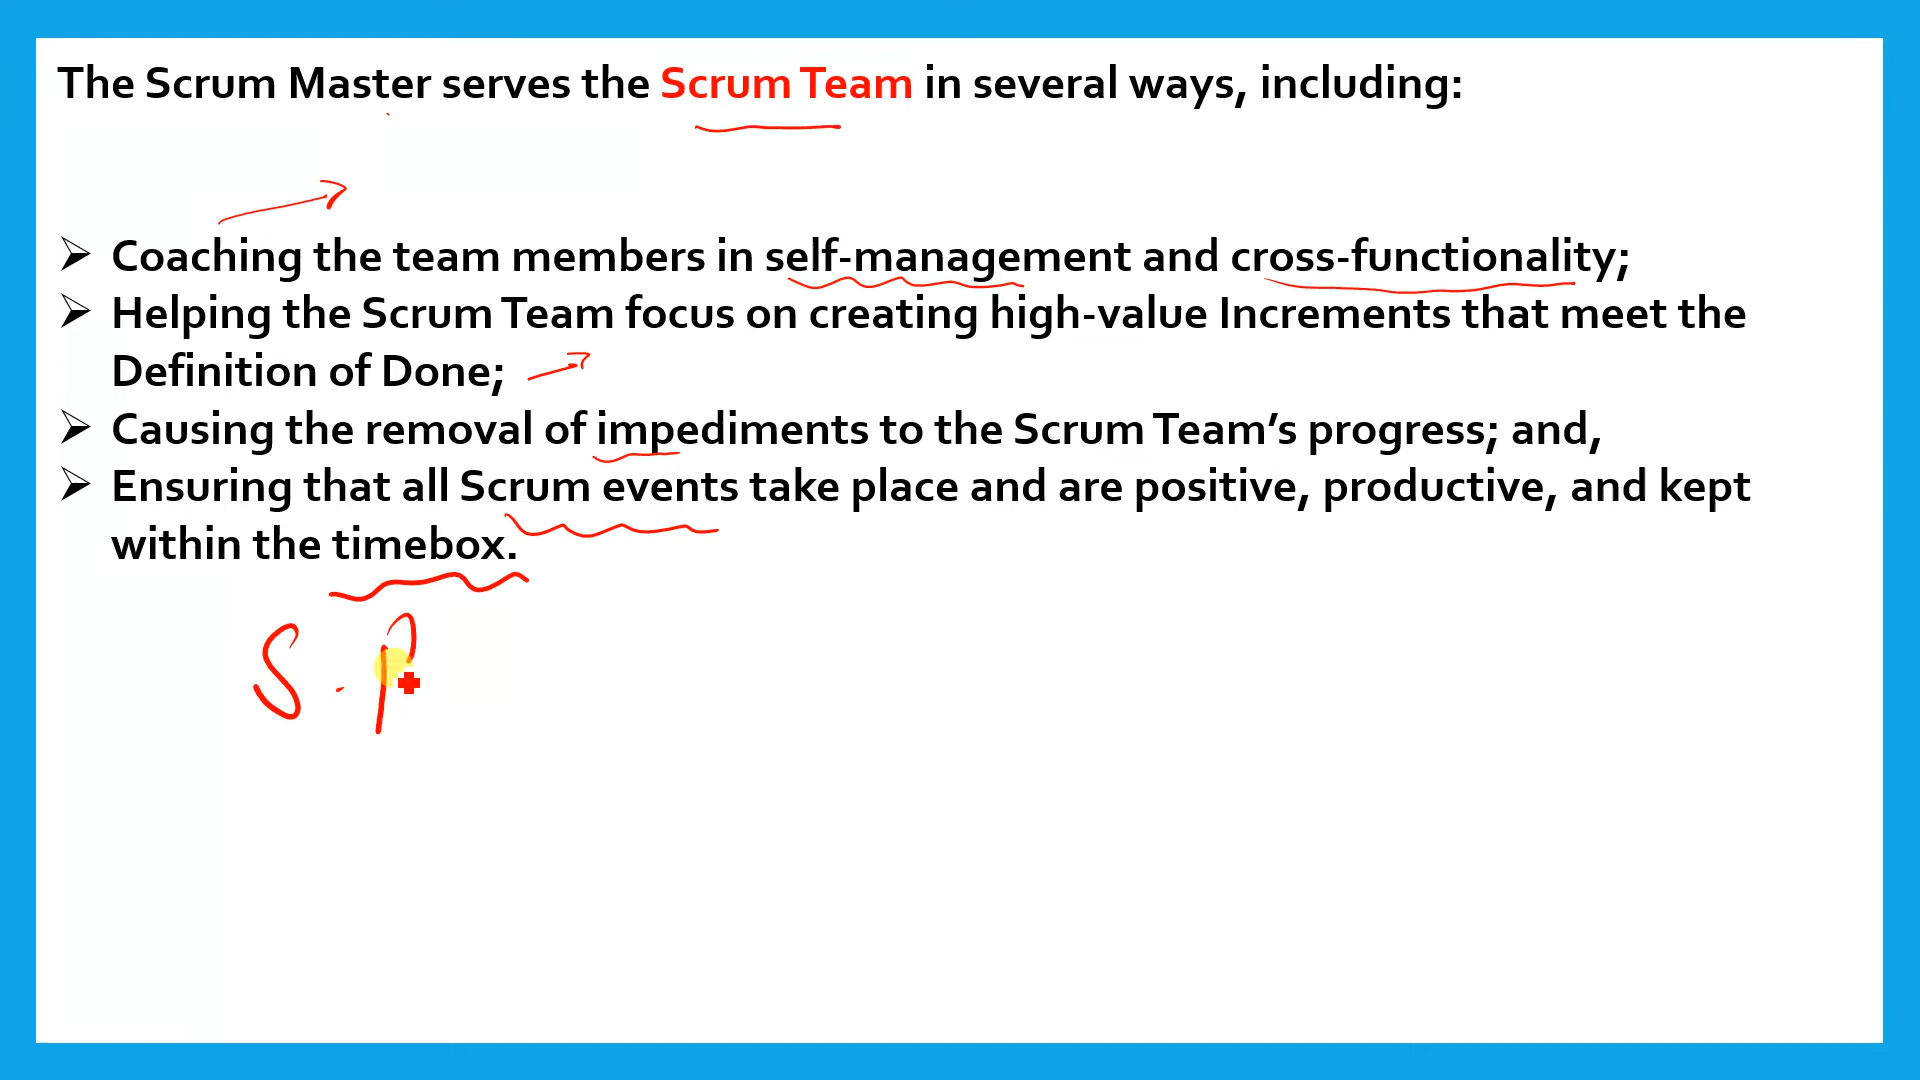 The Scrum Master serves the Scrum Team in several ways, including:
➢ Coaching the team members in self-management and cross-functionality;
➢ Helping the Scrum Team focus on creating high-value Increments that meet the
Definition of Done;
➢ Causing the removal of impediments to the Scrum Team’s progress; and,
➢ Ensuring that all Scrum events take place and are positive, productive, and kept
within the timebox.
S.P